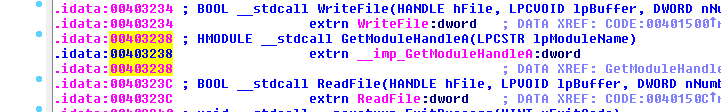 .idata:00403234 ; BOOL __stdcall WriteFile(HANDLE hFile, LPCVOID lpBuffer, DWORD nNu
.idata:00403234 extrn WriteFile:dword ; DATA XREF: CODE:00401500↑r
.idata:00403238 ; HMODULE __stdcall GetModuleHandleA(LPCSTR lpModuleName)
.idata:00403238 extrn __imp_GetModuleHandleA:dword
.idata:00403238 ; DATA XREF: GetModuleHandle
.idata:0040323C ; BOOL __stdcall ReadFile(HANDLE hFile, LPVOID lpBuffer, DWORD nNumb
.idata:0040323C extrn ReadFile:dword ; DATA XREF: CODE:0040150C↑r